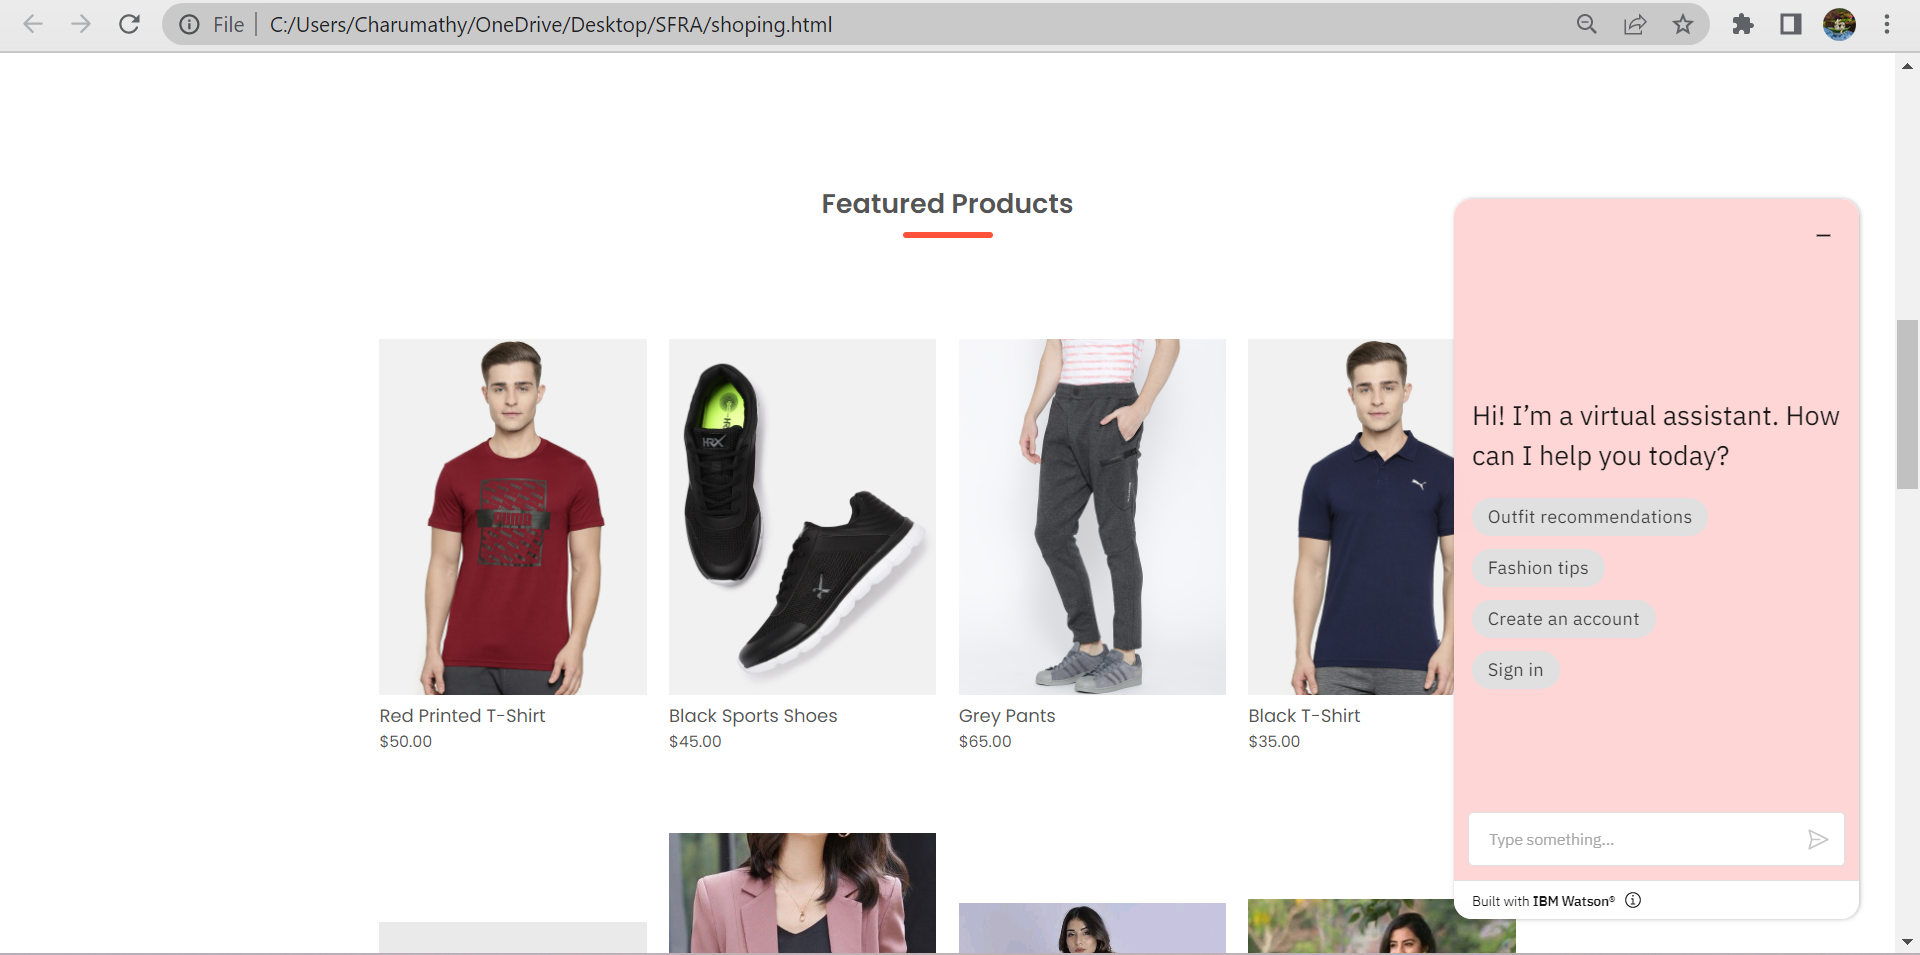 File
C:/Users/Charumathy/OneDrive/Desktop/SFRA/shoping.html
Featured Products
HRX
Red Printed T-Shirt
$50.00
Black Sports Shoes
$45.00
Grey Pants
$65.00
Black T-Shirt
$35.00
Hi! I’m a virtual assistant. How
can I help you today?
Outfit recommendations
Fashion tips
Create an account
Sign in
Type something...
Built with IBM Watson®